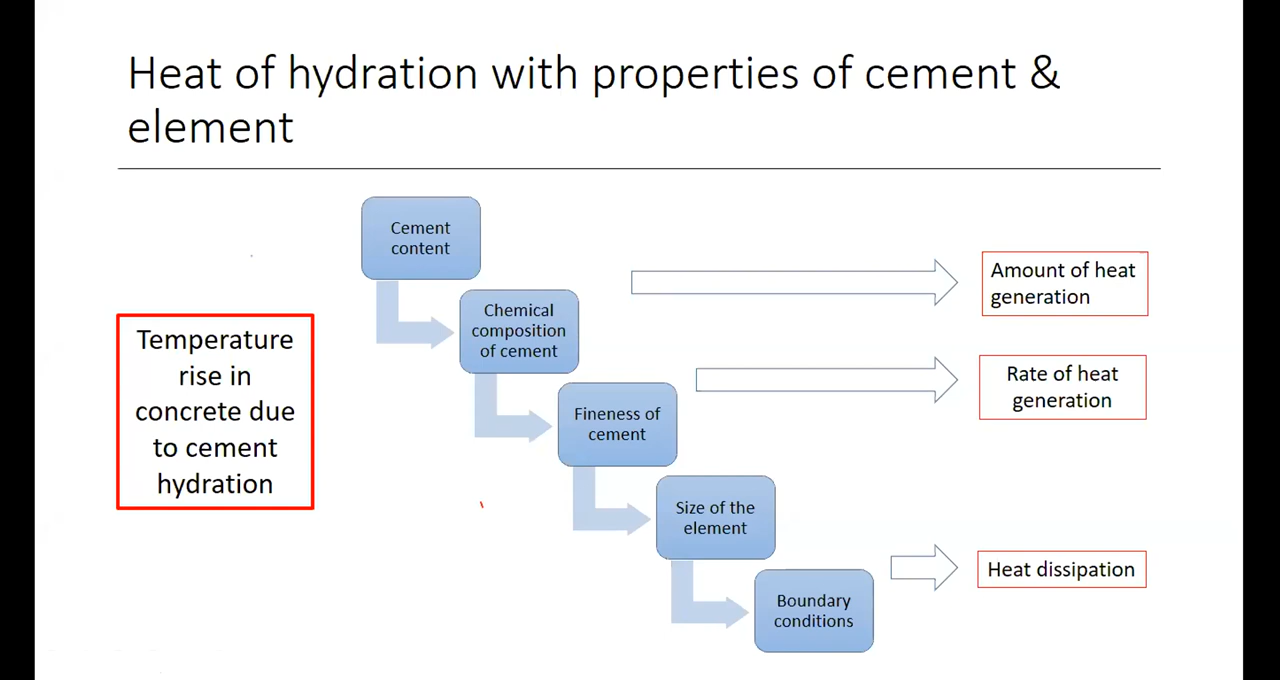 Heat of hydration with properties of cement &
element
Cement
content
Chemical
composition
of cement
Fineness of
cement
Size of the
element
Boundary
conditions
Temperature
rise in
concrete due
to cement
hydration
Amount of heat
generation
Rate of heat
generation
Heat dissipation